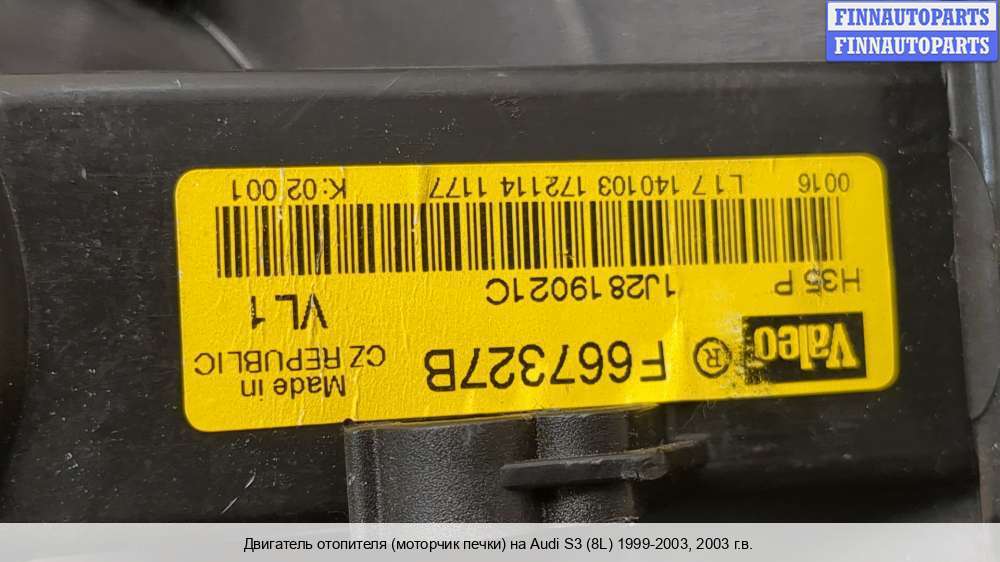 FINNAUTOPARTS
FINNAUTOPARTS
Valeo ® F667327B Made in
CZ REPUBLIC
H35 P 1J2819021C VL1
0016 L17 140103 172114 1177 K:02 001
Двигатель отопителя (моторчик печки) на Audi S3 (8L) 1999-2003, 2003 г.в.